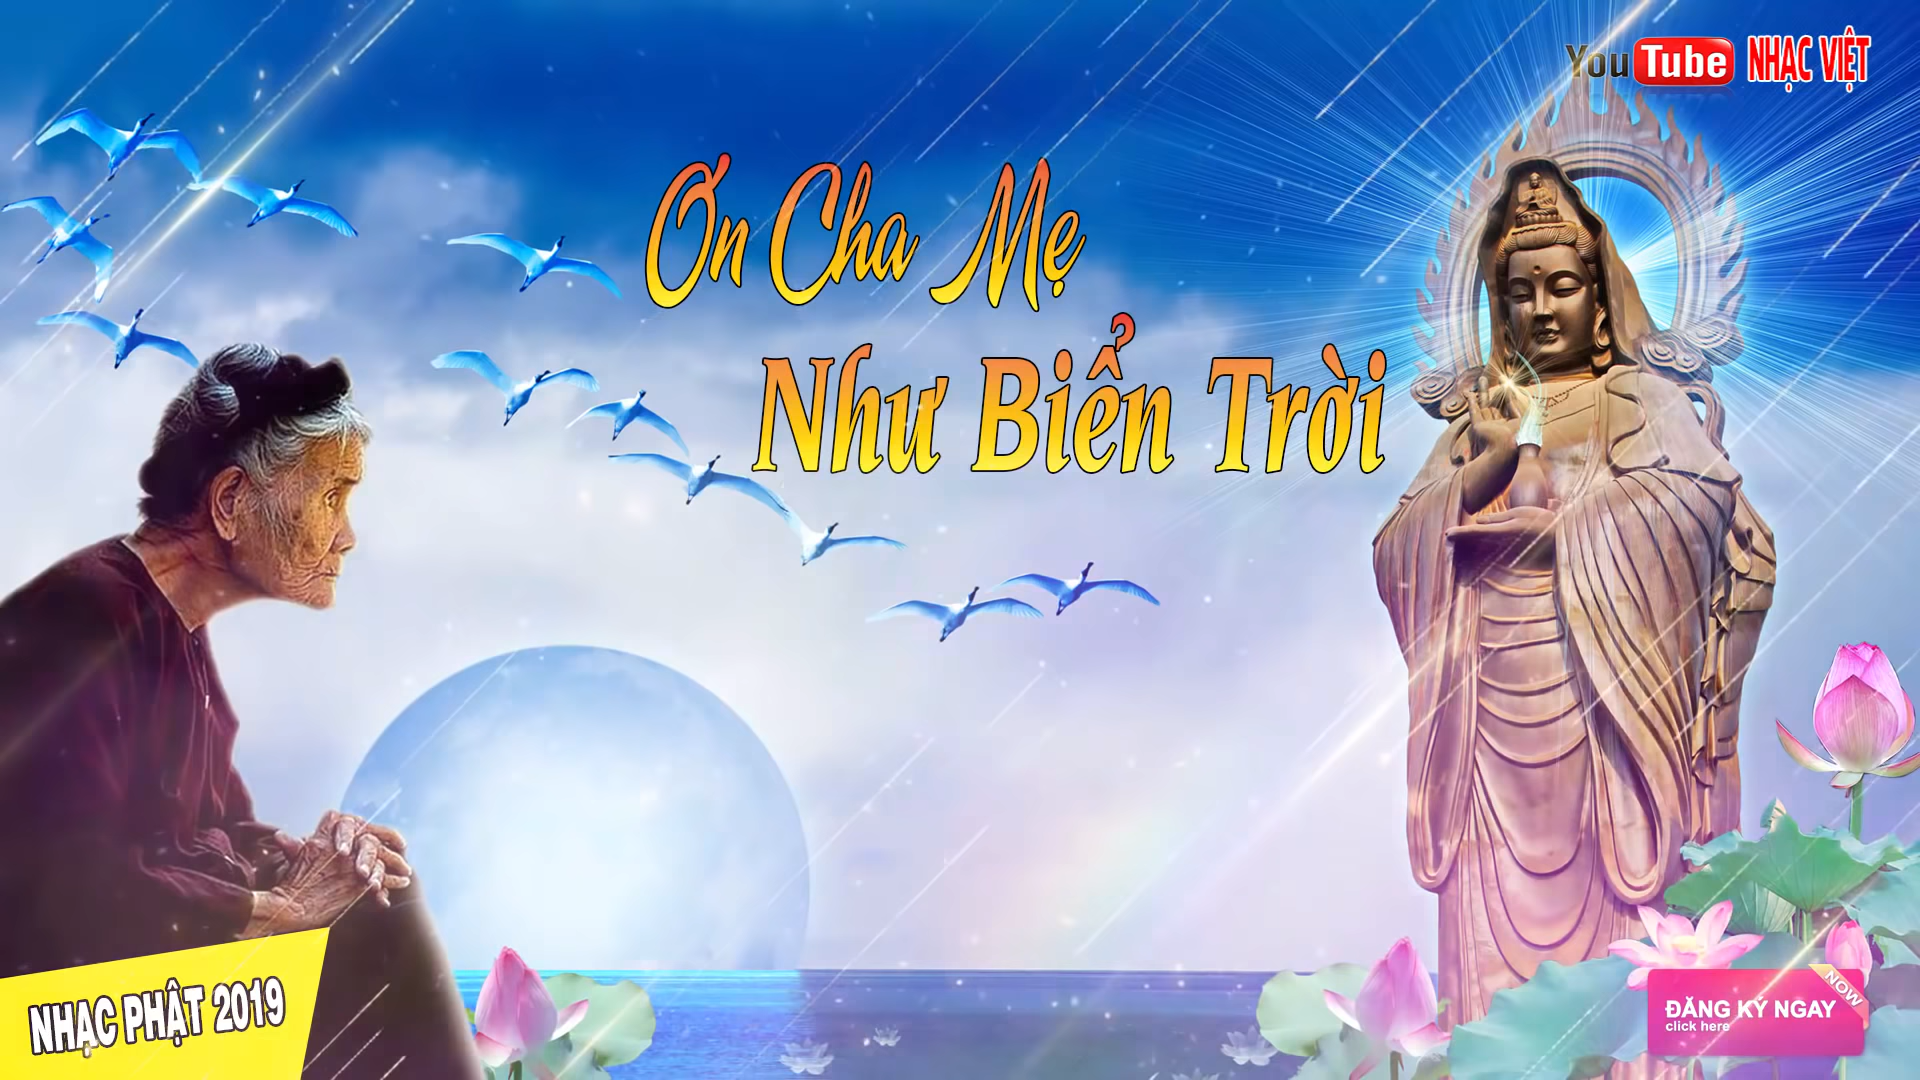 YouTube NHẠC VIỆT
Ơn Cha Mẹ
Như Biển Trời
NHẠC PHẬT 2019
NOW
ĐĂNG KÝ NGAY
click here